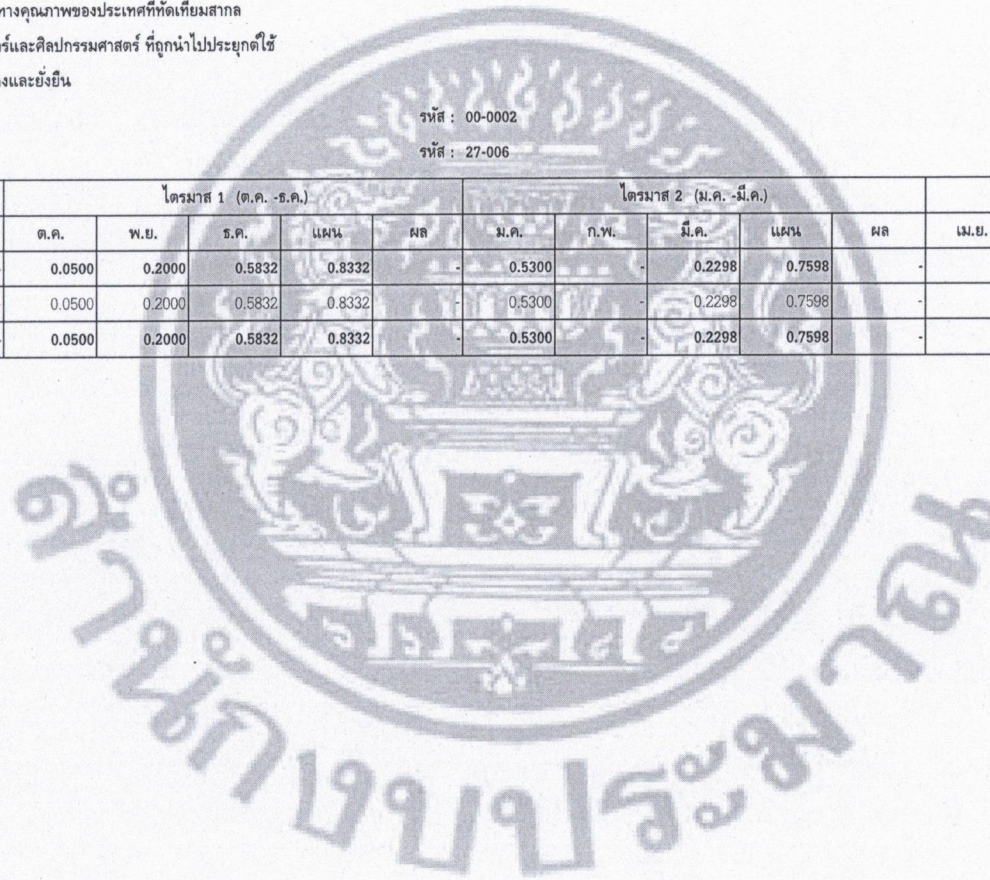 ทางคุณภาพของประเทศที่ทัดเทียมสากล
ร์และศิลปกรรมศาสตร์ ที่ถูกนำไปประยุกต์ใช้
งและยั่งยืน
รหัส : 00-0002
รหัส : 27-006
ไตรมาส 1 (ต.ค. -ธ.ค.) ไตรมาส 2 (ม.ค. -มี.ค.)
ต.ค. พ.ย. ธ.ค. แผน ผล ม.ค. ก.พ. มี.ค. แผน ผล เม.ย.
- 0.0500 0.2000 0.5832 0.8332 - 0.5300 - 0.2298 0.7598 -
- 0.0500 0.2000 0.5832 0.8332 - 0.5300 - 0.2298 0.7598 -
- 0.0500 0.2000 0.5832 0.8332 - 0.5300 - 0.2298 0.7598 -
สำนักงบประมาณ